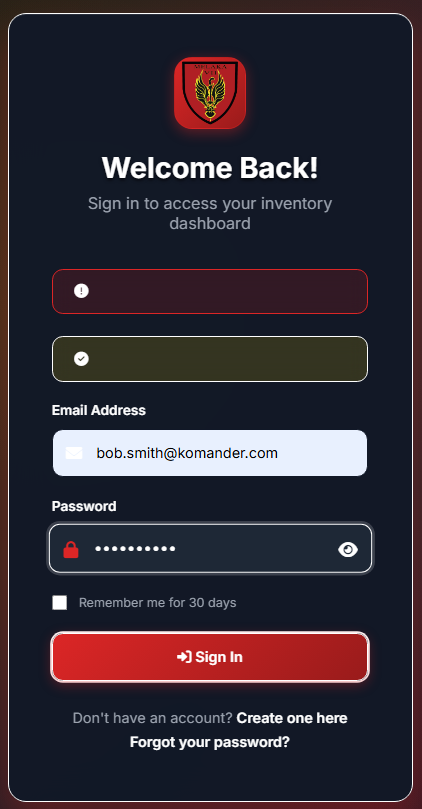 MELAKA
Welcome Back!
Sign in to access your inventory
dashboard
Email Address
bob.smith@komander.com
Password
••••••••••
Remember me for 30 days
Sign In
Don't have an account? Create one here
Forgot your password?